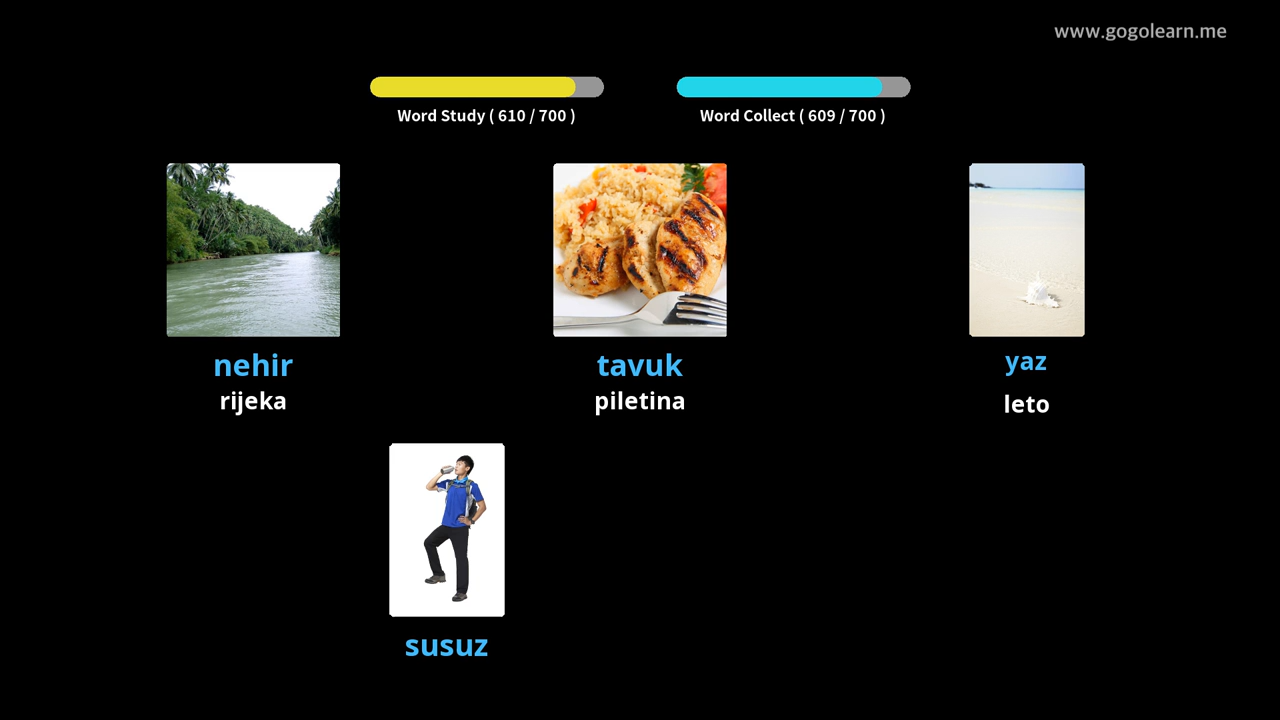 www.gogolearn.me
Word Study ( 610 / 700 )
Word Collect ( 609 / 700 )
nehir
rijeka
tavuk
piletina
yaz
leto
susuz